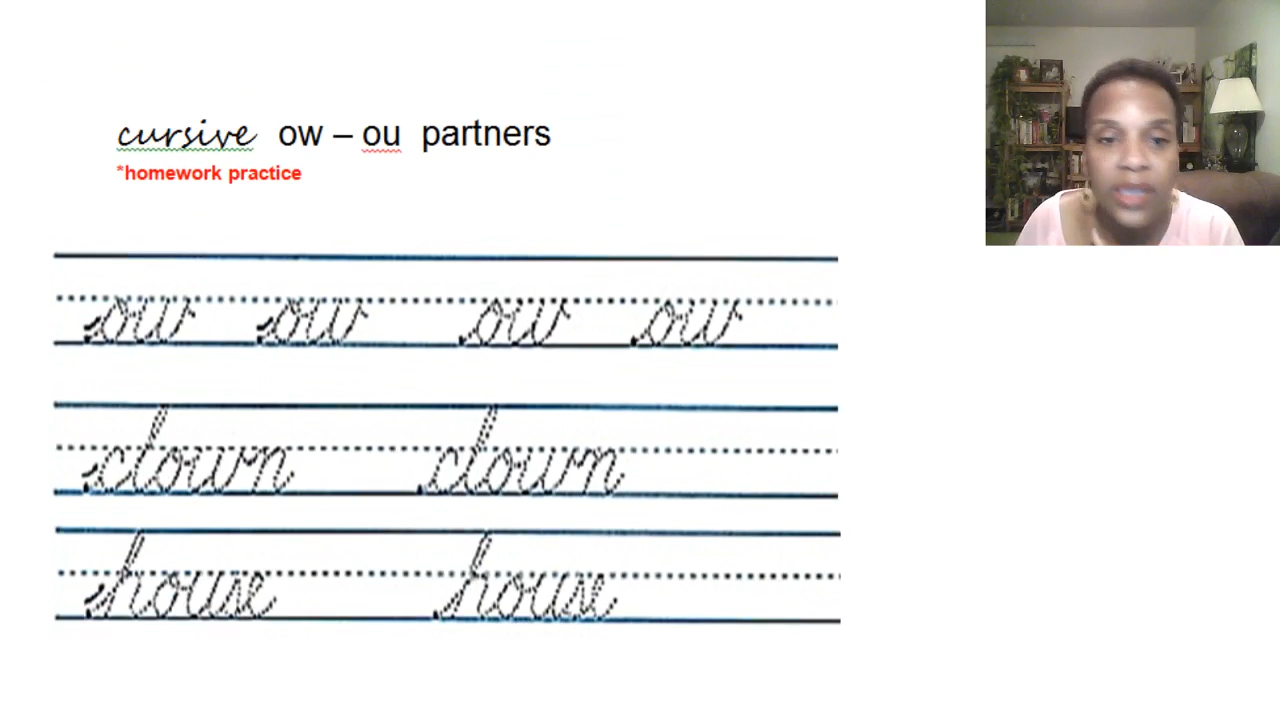 cursive ow – ou partners
*homework practice
ow ow ow ow
clown clown
house house